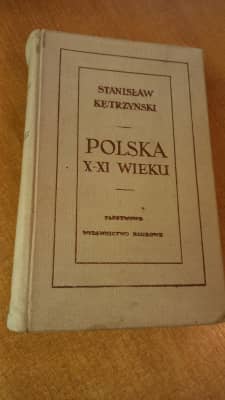 STANISŁAW
KĘTRZYŃSKI
POLSKA
X-XI WIEKU
PAŃSTWOWE
WYDAWNICTWO NAUKOWE